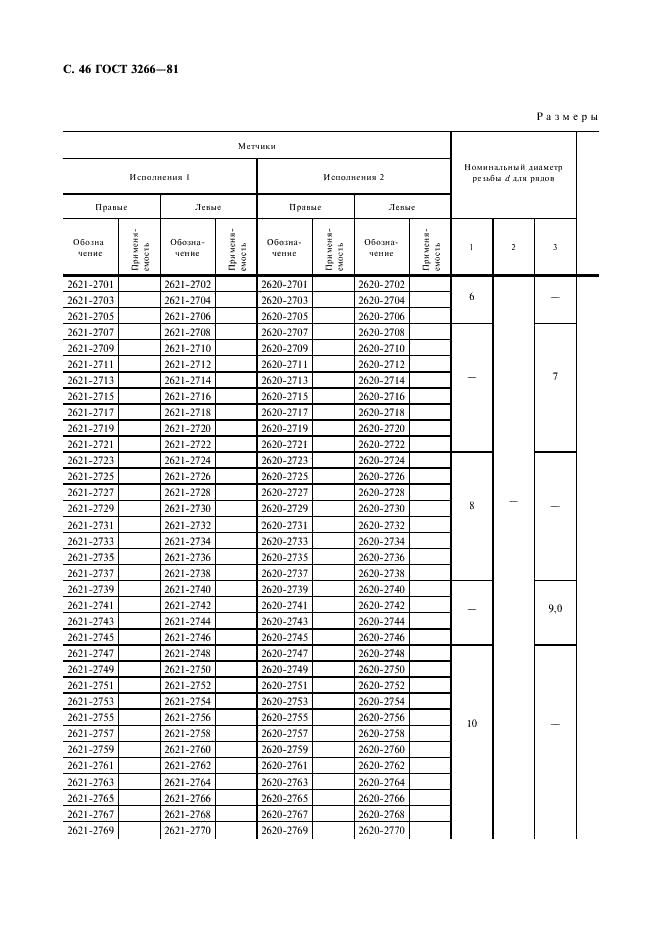 С. 46 ГОСТ 3266—81
Размеры
Метчики
Номинальный диаметр резьбы d для рядов
Исполнения 1 Исполнения 2
Правые Левые Правые Левые
Обозна чение Применя-емость Обозна-чение Применя-емость Обозна-чение Применя-емость Обозна-чение Применя-емость 1 2 3
2621-2701 2621-2702 2620-2701 2620-2702
2621-2703 2621-2704 2620-2703 2620-2704 6 —
2621-2705 2621-2706 2620-2705 2620-2706
2621-2707 2621-2708 2620-2707 2620-2708
2621-2709 2621-2710 2620-2709 2620-2710
2621-2711 2621-2712 2620-2711 2620-2712
2621-2713 2621-2714 2620-2713 2620-2714 — 7
2621-2715 2621-2716 2620-2715 2620-2716
2621-2717 2621-2718 2620-2717 2620-2718
2621-2719 2621-2720 2620-2719 2620-2720
2621-2721 2621-2722 2620-2721 2620-2722
2621-2723 2621-2724 2620-2723 2620-2724
2621-2725 2621-2726 2620-2725 2620-2726
2621-2727 2621-2728 2620-2727 2620-2728 —
2621-2729 2621-2730 2620-2729 2620-2730 8 —
2621-2731 2621-2732 2620-2731 2620-2732
2621-2733 2621-2734 2620-2733 2620-2734
2621-2735 2621-2736 2620-2735 2620-2736
2621-2737 2621-2738 2620-2737 2620-2738
2621-2739 2621-2740 2620-2739 2620-2740
2621-2741 2621-2742 2620-2741 2620-2742 — 9,0
2621-2743 2621-2744 2620-2743 2620-2744
2621-2745 2621-2746 2620-2745 2620-2746
2621-2747 2621-2748 2620-2747 2620-2748
2621-2749 2621-2750 2620-2749 2620-2750
2621-2751 2621-2752 2620-2751 2620-2752
2621-2753 2621-2754 2620-2753 2620-2754
2621-2755 2621-2756 2620-2755 2620-2756 10 —
2621-2757 2621-2758 2620-2757 2620-2758
2621-2759 2621-2760 2620-2759 2620-2760
2621-2761 2621-2762 2620-2761 2620-2762
2621-2763 2621-2764 2620-2763 2620-2764
2621-2765 2621-2766 2620-2765 2620-2766
2621-2767 2621-2768 2620-2767 2620-2768
2621-2769 2621-2770 2620-2769 2620-2770